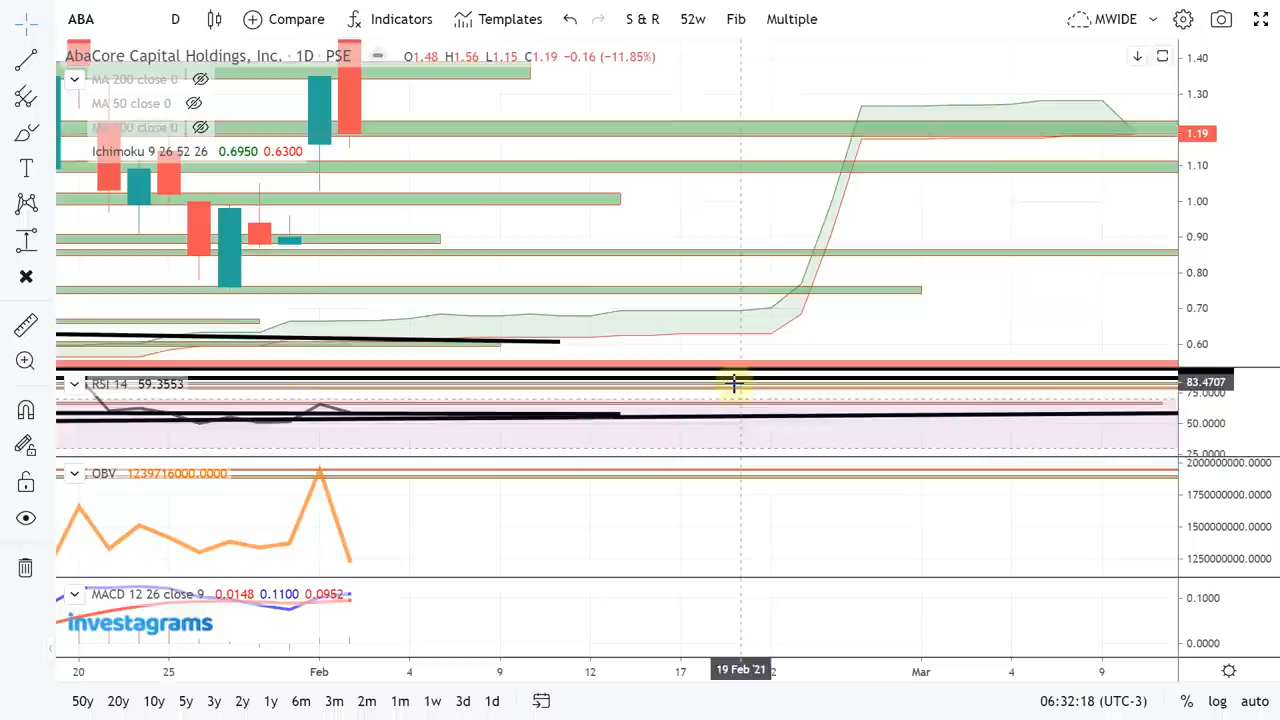 ABA D Compare Indicators Templates S & R 52w Fib Multiple MWIDE
AbaCore Capital Holdings, Inc. · 1D · PSE O1.48 H1.56 L1.15 C1.19 −0.16 (−11.85%)
MA 200 close 0
MA 50 close 0
MA 100 close 0
Ichimoku 9 26 52 26 0.6950 0.6300
1.40
1.30
1.19
1.10
1.00
0.90
0.80
0.70
0.60
RSI 14 59.3553
83.4707
75.0000
50.0000
25.0000
OBV 1239716000.0000
2000000000.0000
1750000000.0000
1500000000.0000
1250000000.0000
MACD 12 26 close 9 0.0148 0.1100 0.0952
0.1000
investagrams
0.0000
20 25 Feb 4 9 12 17 19 Feb '21 2 Mar 4 9
50y 20y 10y 5y 3y 2y 1y 6m 3m 2m 1m 1w 3d 1d 06:32:18 (UTC-3) % log auto